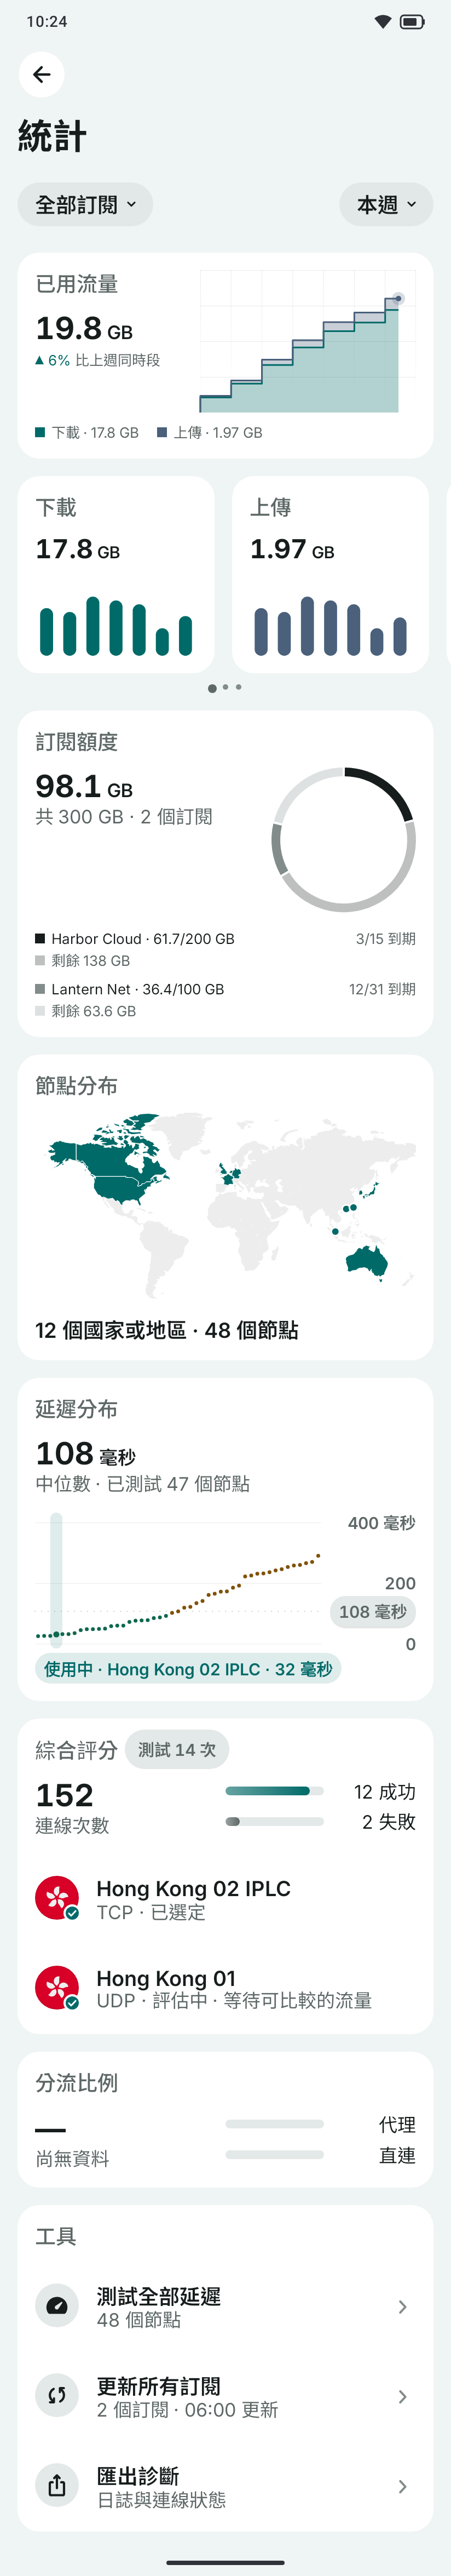 10:24
統計
全部訂閱
本週
已用流量
19.8 GB
6% 比上週同時段
下載 · 17.8 GB 上傳 · 1.97 GB
下載
17.8 GB
上傳
1.97 GB
訂閱額度
98.1 GB
共 300 GB · 2 個訂閱
Harbor Cloud · 61.7/200 GB 3/15 到期
剩餘 138 GB
Lantern Net · 36.4/100 GB 12/31 到期
剩餘 63.6 GB
節點分布
12 個國家或地區 · 48 個節點
延遲分布
108 毫秒
中位數 · 已測試 47 個節點
400 毫秒
200
108 毫秒
0
使用中 · Hong Kong 02 IPLC · 32 毫秒
綜合評分 測試 14 次
152
連線次數
12 成功
2 失敗
Hong Kong 02 IPLC
TCP · 已選定
Hong Kong 01
UDP · 評估中 · 等待可比較的流量
分流比例
—
尚無資料
代理
直連
工具
測試全部延遲
48 個節點
更新所有訂閱
2 個訂閱 · 06:00 更新
匯出診斷
日誌與連線狀態